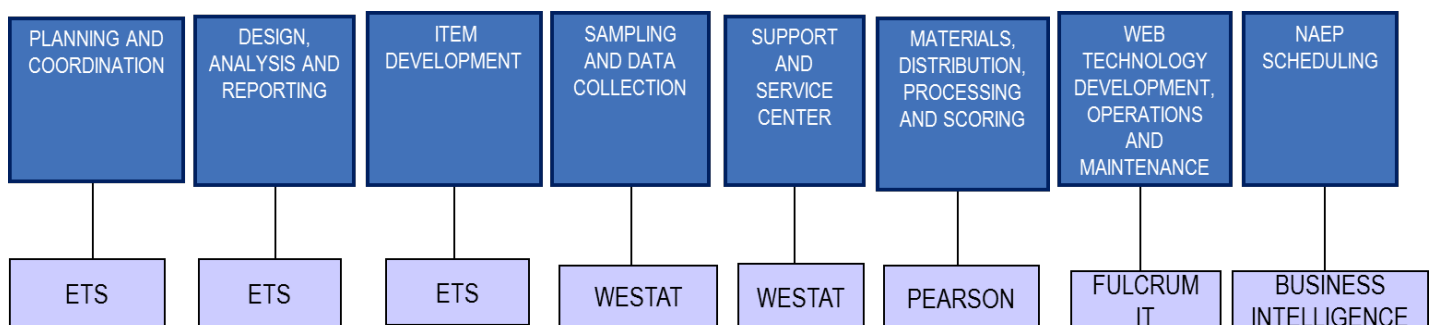 PLANNING AND
COORDINATION
DESIGN,
ANALYSIS AND
REPORTING
ITEM
DEVELOPMENT
SAMPLING
AND DATA
COLLECTION
SUPPORT
AND
SERVICE
CENTER
MATERIALS,
DISTRIBUTION,
PROCESSING
AND SCORING
WEB
TECHNOLOGY
DEVELOPMENT,
OPERATIONS
AND
MAINTENANCE
NAEP
SCHEDULING
ETS
ETS
ETS
WESTAT
WESTAT
PEARSON
FULCRUM
IT
BUSINESS
INTELLIGENCE